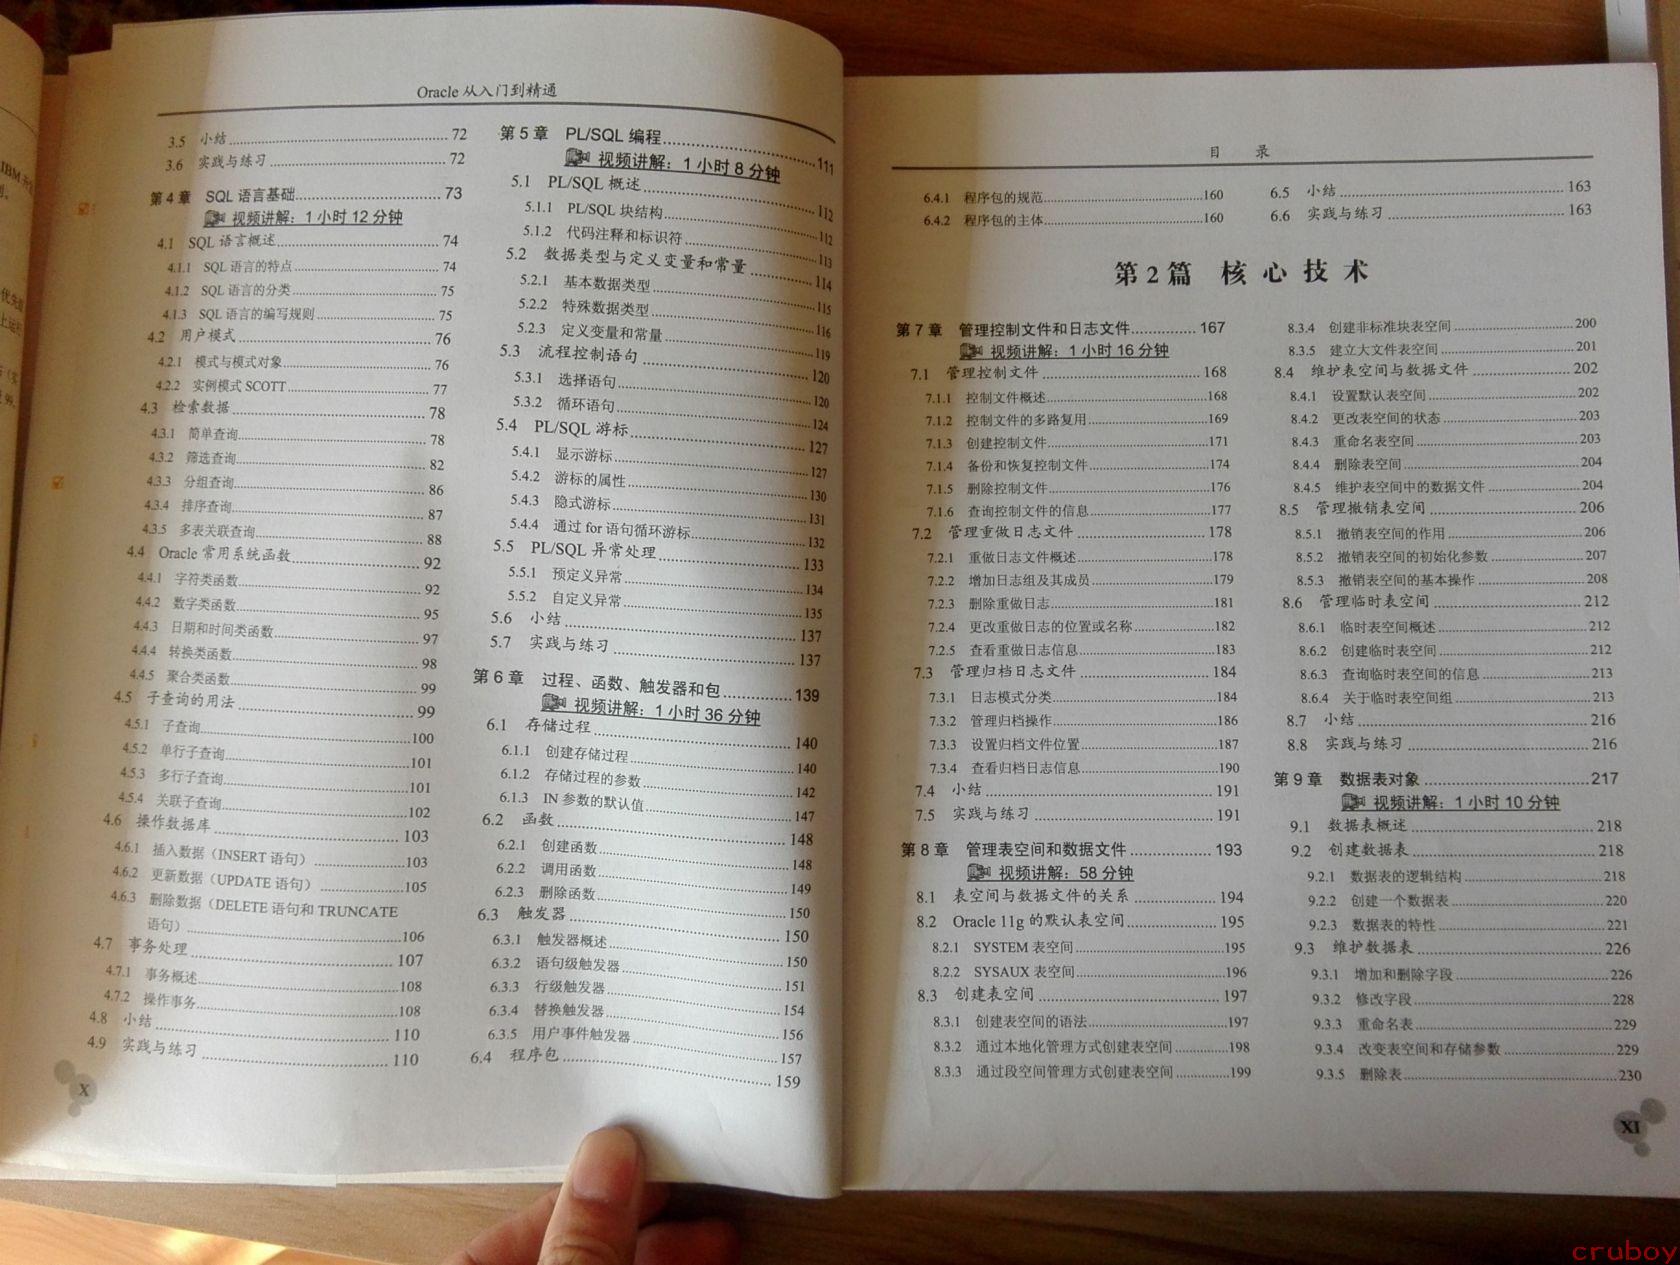 Oracle 从入门到精通
3.5 小结 72
3.6 实践与练习 72
第 4 章 SQL 语言基础 73
视频讲解：1 小时 12 分钟
4.1 SQL 语言概述 74
4.1.1 SQL 语言的特点 74
4.1.2 SQL 语言的分类 75
4.1.3 SQL 语言的编写规则 75
4.2 用户模式 76
4.2.1 模式与模式对象 76
4.2.2 实例模式 SCOTT 77
4.3 检索数据 78
4.3.1 简单查询 78
4.3.2 筛选查询 82
4.3.3 分组查询 86
4.3.4 排序查询 87
4.3.5 多表关联查询 88
4.4 Oracle 常用系统函数 92
4.4.1 字符类函数 92
4.4.2 数字类函数 95
4.4.3 日期和时间类函数 97
4.4.4 转换类函数 98
4.4.5 聚合类函数 99
4.5 子查询的用法 99
4.5.1 子查询 100
4.5.2 单行子查询 101
4.5.3 多行子查询 101
4.5.4 关联子查询 102
4.6 操作数据库 103
4.6.1 插入数据（INSERT 语句） 103
4.6.2 更新数据（UPDATE 语句） 105
4.6.3 删除数据（DELETE 语句和 TRUNCATE
语句） 106
4.7 事务处理 107
4.7.1 事务概述 108
4.7.2 操作事务 108
4.8 小结 110
4.9 实践与练习 110
X
第 5 章 PL/SQL 编程 111
视频讲解：1 小时 8 分钟
5.1 PL/SQL 概述 112
5.1.1 PL/SQL 块结构 112
5.1.2 代码注释和标识符 113
5.2 数据类型与定义变量和常量 114
5.2.1 基本数据类型 115
5.2.2 特殊数据类型 116
5.2.3 定义变量和常量 119
5.3 流程控制语句 120
5.3.1 选择语句 120
5.3.2 循环语句 124
5.4 PL/SQL 游标 127
5.4.1 显示游标 127
5.4.2 游标的属性 130
5.4.3 隐式游标 131
5.4.4 通过 for 语句循环游标 132
5.5 PL/SQL 异常处理 133
5.5.1 预定义异常 134
5.5.2 自定义异常 135
5.6 小结 137
5.7 实践与练习 137
第 6 章 过程、函数、触发器和包 139
视频讲解：1 小时 36 分钟
6.1 存储过程 140
6.1.1 创建存储过程 140
6.1.2 存储过程的参数 142
6.1.3 IN 参数的默认值 147
6.2 函数 148
6.2.1 创建函数 148
6.2.2 调用函数 149
6.2.3 删除函数 150
6.3 触发器 150
6.3.1 触发器概述 150
6.3.2 语句级触发器 151
6.3.3 行级触发器 154
6.3.4 替换触发器 156
6.3.5 用户事件触发器 157
6.4 程序包 159
目 录
6.4.1 程序包的规范 160
6.4.2 程序包的主体 160
6.5 小结 163
6.6 实践与练习 163
第 2 篇 核 心 技 术
第 7 章 管理控制文件和日志文件 167
视频讲解：1 小时 16 分钟
7.1 管理控制文件 168
7.1.1 控制文件概述 168
7.1.2 控制文件的多路复用 169
7.1.3 创建控制文件 171
7.1.4 备份和恢复控制文件 174
7.1.5 删除控制文件 176
7.1.6 查询控制文件的信息 177
7.2 管理重做日志文件 178
7.2.1 重做日志文件概述 178
7.2.2 增加日志组及其成员 179
7.2.3 删除重做日志 181
7.2.4 更改重做日志的位置或名称 182
7.2.5 查看重做日志信息 183
7.3 管理归档日志文件 184
7.3.1 日志模式分类 184
7.3.2 管理归档操作 186
7.3.3 设置归档文件位置 187
7.3.4 查看归档日志信息 190
7.4 小结 191
7.5 实践与练习 191
第 8 章 管理表空间和数据文件 193
视频讲解：58 分钟
8.1 表空间与数据文件的关系 194
8.2 Oracle 11g 的默认表空间 195
8.2.1 SYSTEM 表空间 195
8.2.2 SYSAUX 表空间 196
8.3 创建表空间 197
8.3.1 创建表空间的语法 197
8.3.2 通过本地化管理方式创建表空间 198
8.3.3 通过段空间管理方式创建表空间 199
8.3.4 创建非标准块表空间 200
8.3.5 建立大文件表空间 201
8.4 维护表空间与数据文件 202
8.4.1 设置默认表空间 202
8.4.2 更改表空间的状态 203
8.4.3 重命名表空间 203
8.4.4 删除表空间 204
8.4.5 维护表空间中的数据文件 204
8.5 管理撤销表空间 206
8.5.1 撤销表空间的作用 206
8.5.2 撤销表空间的初始化参数 207
8.5.3 撤销表空间的基本操作 208
8.6 管理临时表空间 212
8.6.1 临时表空间概述 212
8.6.2 创建临时表空间 212
8.6.3 查询临时表空间的信息 213
8.6.4 关于临时表空间组 213
8.7 小结 216
8.8 实践与练习 216
第 9 章 数据表对象 217
视频讲解：1 小时 10 分钟
9.1 数据表概述 218
9.2 创建数据表 218
9.2.1 数据表的逻辑结构 218
9.2.2 创建一个数据表 220
9.2.3 数据表的特性 221
9.3 维护数据表 226
9.3.1 增加和删除字段 226
9.3.2 修改字段 228
9.3.3 重命名表 229
9.3.4 改变表空间和存储参数 229
9.3.5 删除表 230
XI
cruboy